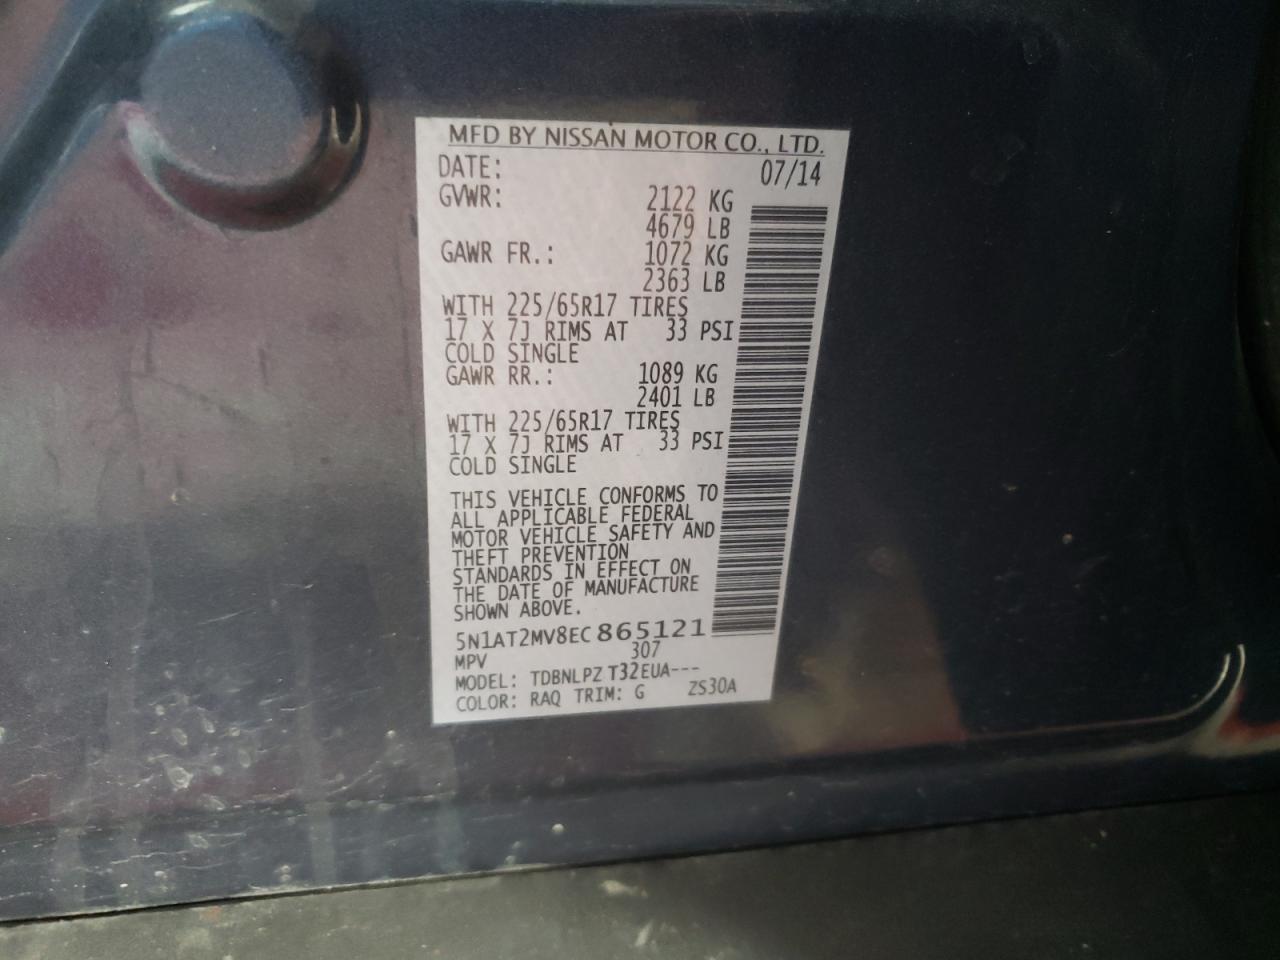 MFD BY NISSAN MOTOR CO., LTD.
DATE: 07/14
GVWR: 2122 KG
4679 LB
GAWR FR.: 1072 KG
2363 LB
WITH 225/65R17 TIRES
17 X 7J RIMS AT 33 PSI
COLD SINGLE
GAWR RR.: 1089 KG
2401 LB
WITH 225/65R17 TIRES
17 X 7J RIMS AT 33 PSI
COLD SINGLE
THIS VEHICLE CONFORMS TO
ALL APPLICABLE FEDERAL
MOTOR VEHICLE SAFETY AND
THEFT PREVENTION
STANDARDS IN EFFECT ON
THE DATE OF MANUFACTURE
SHOWN ABOVE.
5N1AT2MV8EC865121
MPV 307
MODEL: TDBNLPZ T32EUA---
COLOR: RAQ TRIM: G ZS30A